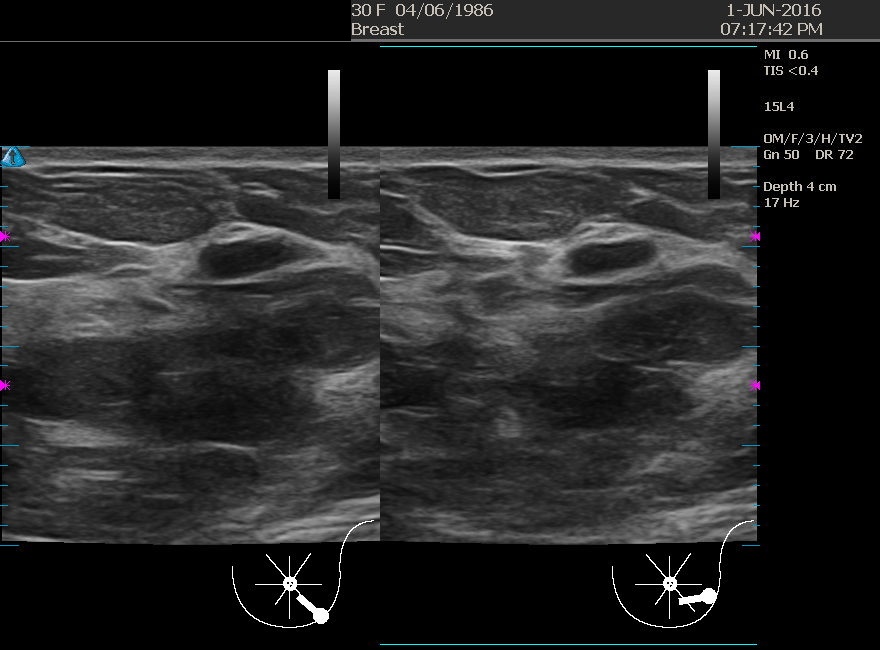 30 F 04/06/1986
1-JUN-2016
Breast
07:17:42 PM
MI 0.6
TIS <0.4
15L4
OM/F/3/H/TV2
Gn 50 DR 72
Depth 4 cm
17 Hz